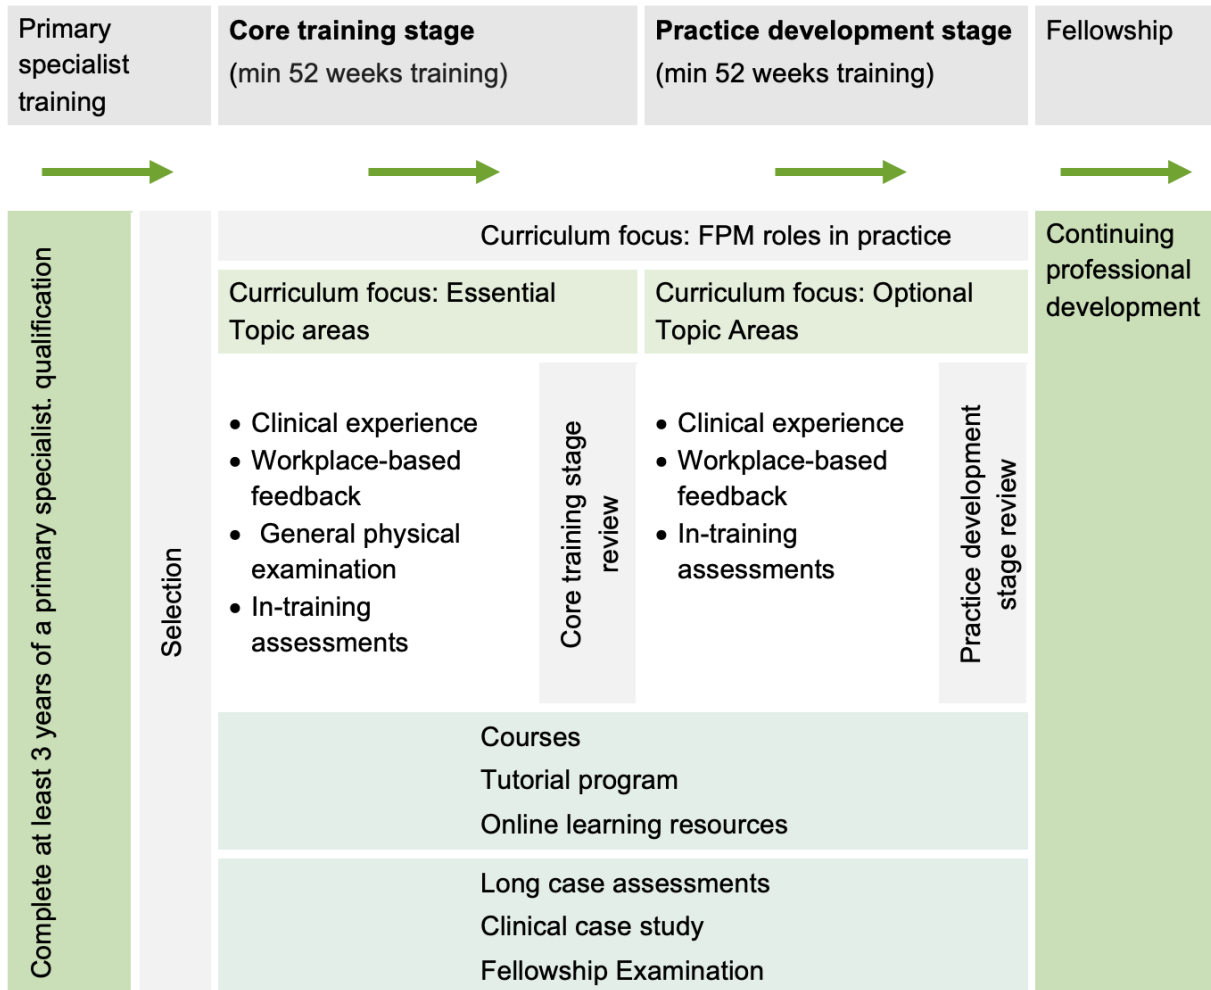 Primary
specialist
training
Core training stage
(min 52 weeks training)
Practice development stage
(min 52 weeks training)
Fellowship
Complete at least 3 years of a primary specialist. qualification
Selection
Curriculum focus: FPM roles in practice
Curriculum focus: Essential
Topic areas
Curriculum focus: Optional
Topic Areas
• Clinical experience
• Workplace-based
feedback
• General physical
examination
• In-training
assessments
Core training stage
review
• Clinical experience
• Workplace-based
feedback
• In-training
assessments
Practice development
stage review
Continuing
professional
development
Courses
Tutorial program
Online learning resources
Long case assessments
Clinical case study
Fellowship Examination